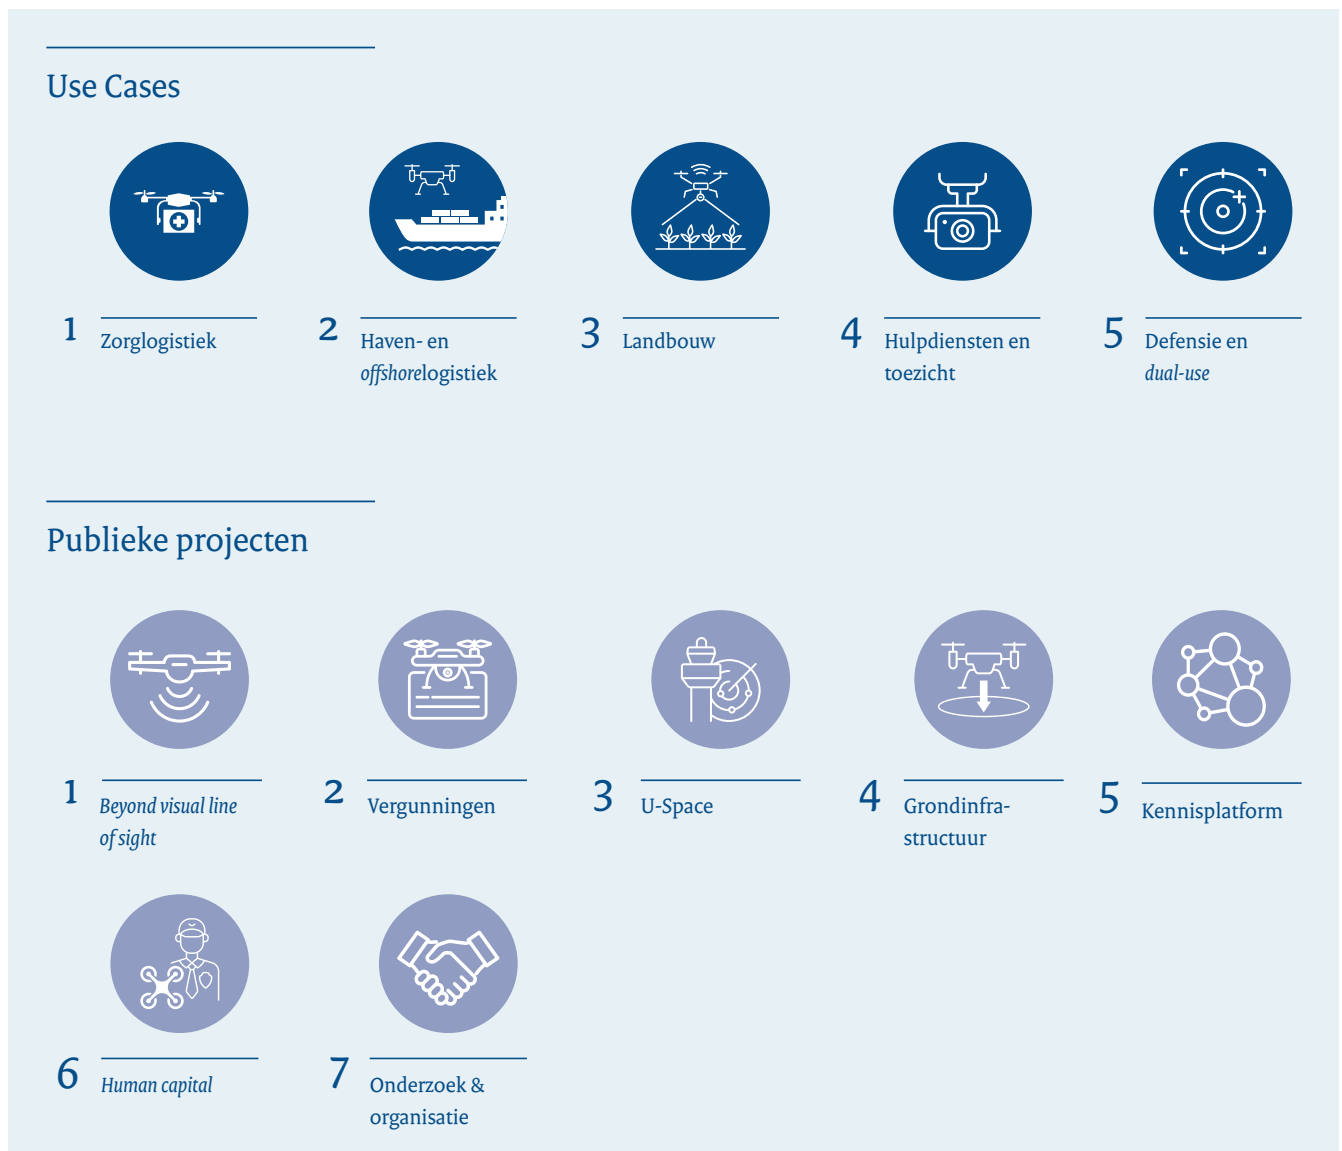 Use Cases
1 Zorglogistiek
2 Haven- en
offshorelogistiek
3 Landbouw
4 Hulpdiensten en
toezicht
5 Defensie en
dual-use
Publieke projecten
1 Beyond visual line
of sight
2 Vergunningen
3 U-Space
4 Grondinfra-
structuur
5 Kennisplatform
6 Human capital
7 Onderzoek &
organisatie